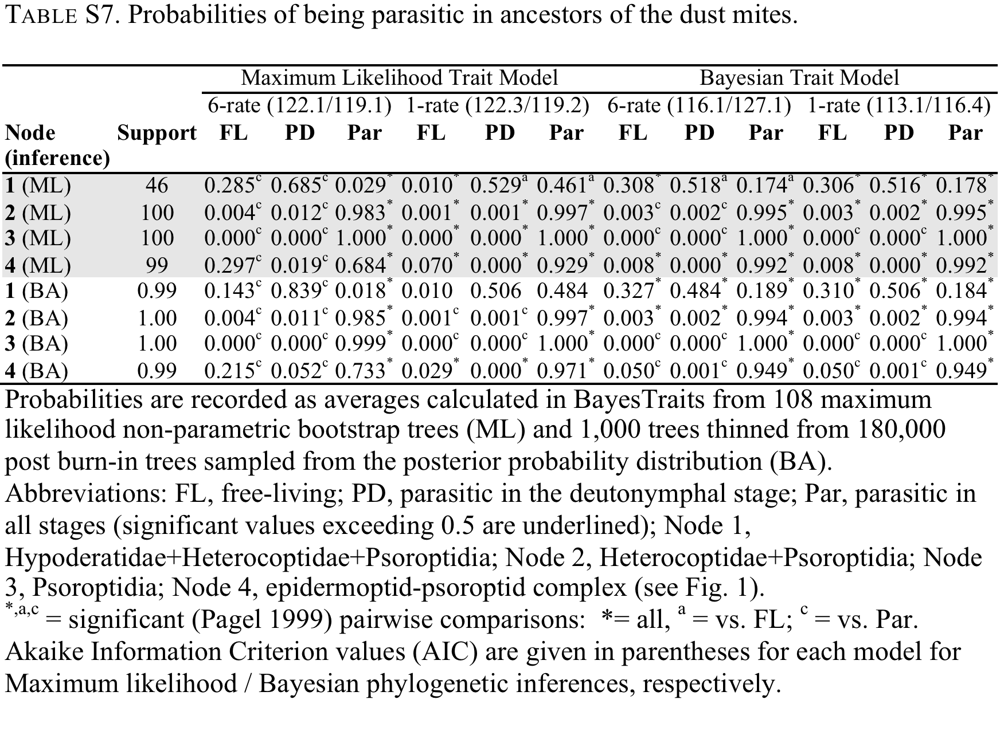 TABLE S7. Probabilities of being parasitic in ancestors of the dust mites.
Maximum Likelihood Trait Model Bayesian Trait Model
6-rate (122.1/119.1) 1-rate (122.3/119.2) 6-rate (116.1/127.1) 1-rate (113.1/116.4)
Node Support FL PD Par FL PD Par FL PD Par FL PD Par
(inference)
1 (ML) 46 0.285c 0.685c 0.029* 0.010* 0.529a 0.461a 0.308* 0.518a 0.174a 0.306* 0.516* 0.178*
2 (ML) 100 0.004c 0.012c 0.983* 0.001* 0.001* 0.997* 0.003c 0.002c 0.995* 0.003* 0.002* 0.995*
3 (ML) 100 0.000c 0.000c 1.000* 0.000* 0.000* 1.000* 0.000c 0.000c 1.000* 0.000c 0.000c 1.000*
4 (ML) 99 0.297c 0.019c 0.684* 0.070* 0.000* 0.929* 0.008* 0.000* 0.992* 0.008* 0.000* 0.992*
1 (BA) 0.99 0.143c 0.839c 0.018* 0.010 0.506 0.484 0.327* 0.484* 0.189* 0.310* 0.506* 0.184*
2 (BA) 1.00 0.004c 0.011c 0.985* 0.001c 0.001c 0.997* 0.003* 0.002* 0.994* 0.003* 0.002* 0.994*
3 (BA) 1.00 0.000c 0.000c 0.999* 0.000c 0.000c 1.000* 0.000c 0.000c 1.000* 0.000c 0.000c 1.000*
4 (BA) 0.99 0.215c 0.052c 0.733* 0.029* 0.000* 0.971* 0.050c 0.001c 0.949* 0.050c 0.001c 0.949*
Probabilities are recorded as averages calculated in BayesTraits from 108 maximum
likelihood non-parametric bootstrap trees (ML) and 1,000 trees thinned from 180,000
post burn-in trees sampled from the posterior probability distribution (BA).
Abbreviations: FL, free-living; PD, parasitic in the deutonymphal stage; Par, parasitic in
all stages (significant values exceeding 0.5 are underlined); Node 1,
Hypoderatidae+Heterocoptidae+Psoroptidia; Node 2, Heterocoptidae+Psoroptidia; Node
3, Psoroptidia; Node 4, epidermoptid-psoroptid complex (see Fig. 1).
*,a,c = significant (Pagel 1999) pairwise comparisons: *= all, a = vs. FL; c = vs. Par.
Akaike Information Criterion values (AIC) are given in parentheses for each model for
Maximum likelihood / Bayesian phylogenetic inferences, respectively.